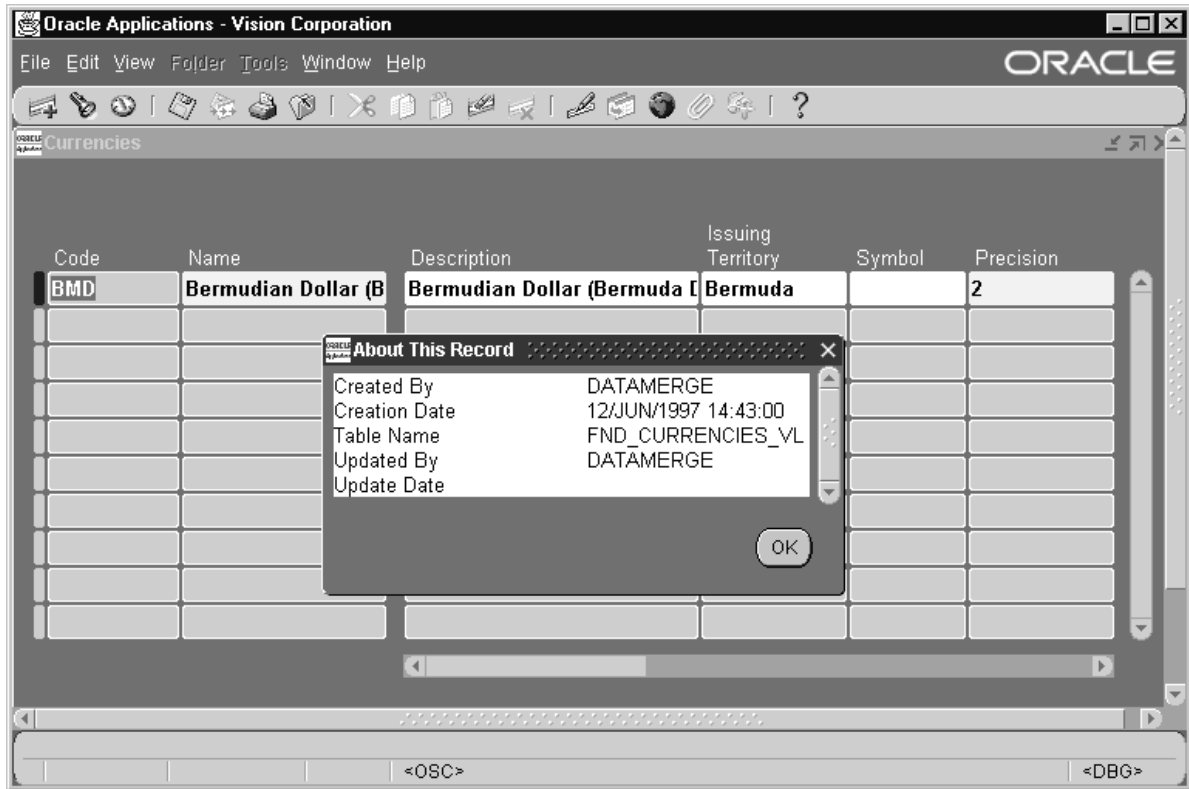 Oracle Applications - Vision Corporation
File Edit View Folder Tools Window Help
ORACLE
Currencies
Code Name Description Issuing Territory Symbol Precision
BMD Bermudian Dollar (B Bermudian Dollar (Bermuda D Bermuda 2
About This Record
Created By DATAMERGE
Creation Date 12/JUN/1997 14:43:00
Table Name FND_CURRENCIES_VL
Updated By DATAMERGE
Update Date
OK
<OSC> <DBG>